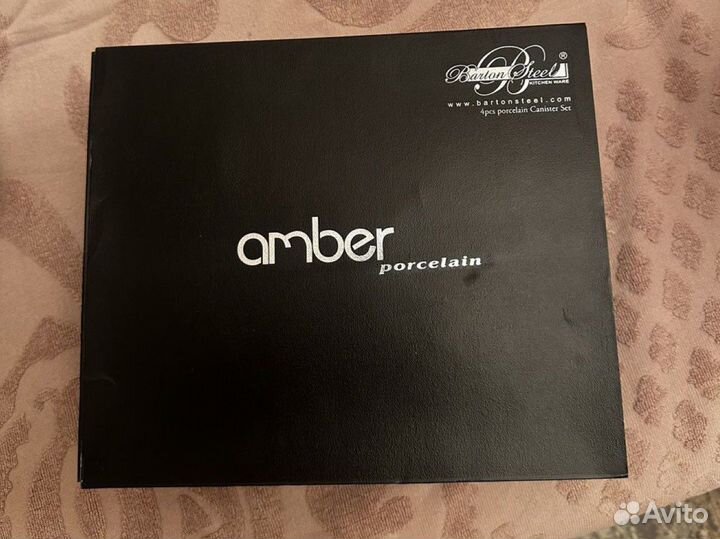 Barton Steel ®
KITCHEN WARE
www.bartonsteel.com
4pcs porcelain Canister Set
amber
porcelain
Avito